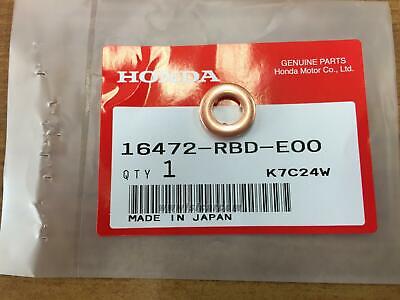 GENUINE PARTS
Honda Motor Co., Ltd.
HONDA
16472-RBD-E00
QTY 1
K7C24W
MADE IN JAPAN